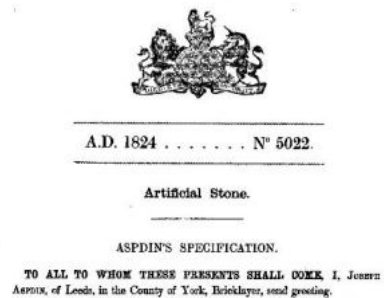 A.D. 1824 . . . . . . . Nº 5022.
Artificial Stone.
ASPDIN'S SPECIFICATION.
TO ALL TO WHOM THESE PRESENTS SHALL COME, I, JOSEPH
ASPDIN, of Leeds, in the County of York, Bricklayer, send greeting.